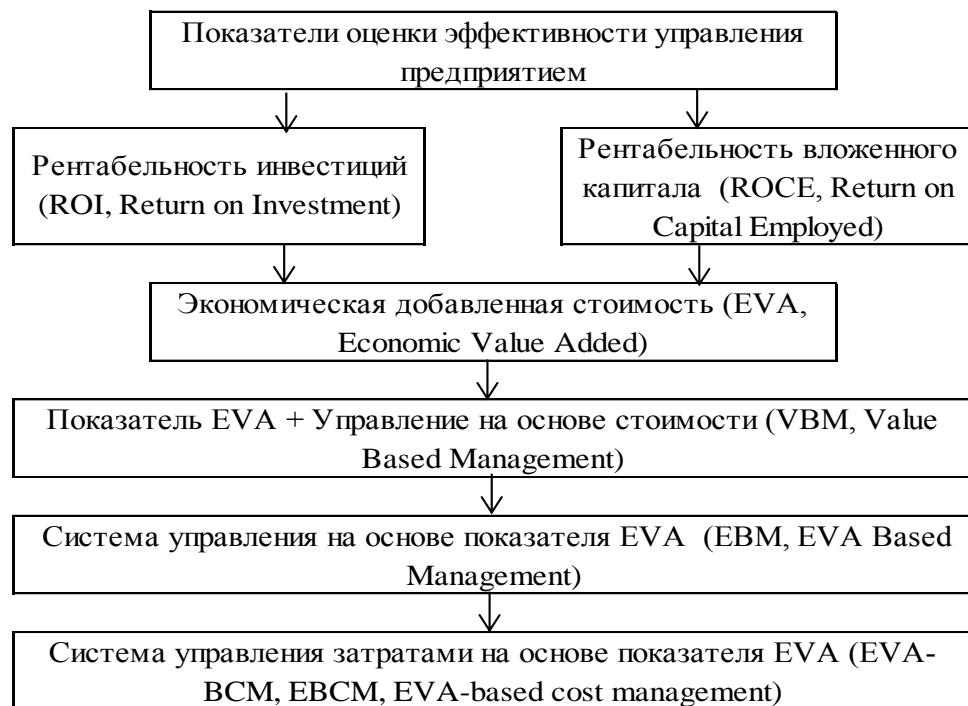 Показатели оценки эффективности управления
предприятием
Рентабельность инвестиций
(ROI, Return on Investment)
Рентабельность вложенного
капитала (ROCE, Return on
Capital Employed)
Экономическая добавленная стоимость (EVA,
Economic Value Added)
Показатель EVA + Управление на основе стоимости (VBM, Value
Based Management)
Система управления на основе показателя EVA (EBM, EVA Based
Management)
Система управления затратами на основе показателя EVA (EVA-
BCM, EBCM, EVA-based cost management)